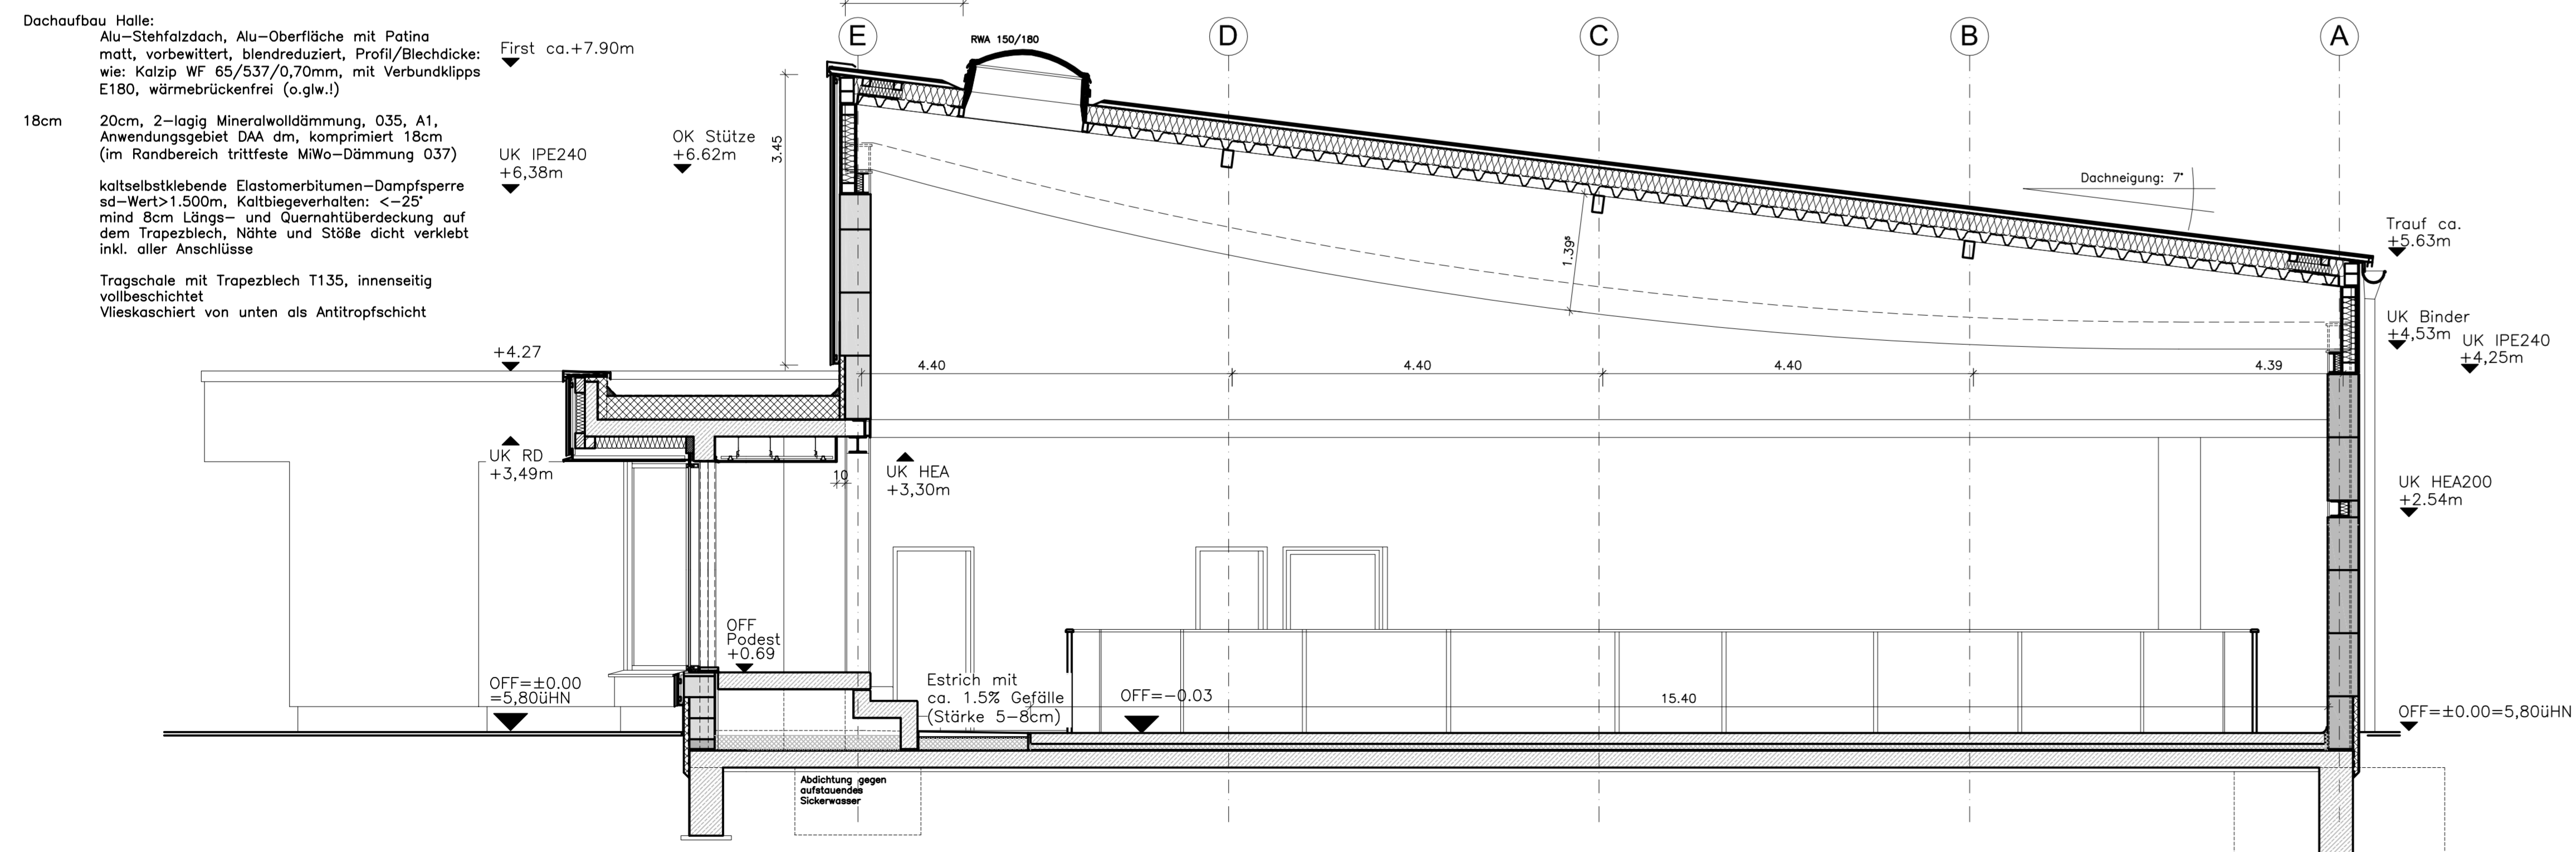 Dachaufbau Halle:
Alu-Stehfalzdach, Alu-Oberfläche mit Patina
matt, vorbewittert, blendreduziert, Profil/Blechdicke:
wie: Kalzip WF 65/537/0,70mm, mit Verbundklipps
E180, wärmebrückenfrei (o.glw.!)
18cm
20cm, 2-lagig Mineralwolldämmung, 035, A1,
Anwendungsgebiet DAA dm, komprimiert 18cm
(im Randbereich trittfeste MiWo-Dämmung 037)
kaltselbstklebende Elastomerbitumen-Dampfsperre
sd-Wert>1.500m, Kaltbiegeverhalten: <-25°
mind 8cm Längs- und Quernahtüberdeckung auf
dem Trapezblech, Nähte und Stöße dicht verklebt
inkl. aller Anschlüsse
Tragschale mit Trapezblech T135, innenseitig
vollbeschichtet
Vlieskaschiert von unten als Antitropfschicht
First ca.+7.90m
UK IPE240
+6,38m
OK Stütze
+6.62m
3.45
E
RWA 150/180
D
C
B
A
Dachneigung: 7°
Trauf ca.
+5.63m
1.39⁵
UK Binder
+4,53m
UK IPE240
+4,25m
+4.27
4.40
4.40
4.40
4.39
UK RD
+3,49m
10
UK HEA
+3,30m
UK HEA200
+2.54m
OFF
Podest
+0.69
OFF=±0.00
=5,80üHN
Estrich mit
ca. 1.5% Gefälle
(Stärke 5-8cm)
OFF=-0.03
15.40
OFF=±0.00=5,80üHN
Abdichtung gegen
aufstauendes
Sickerwasser